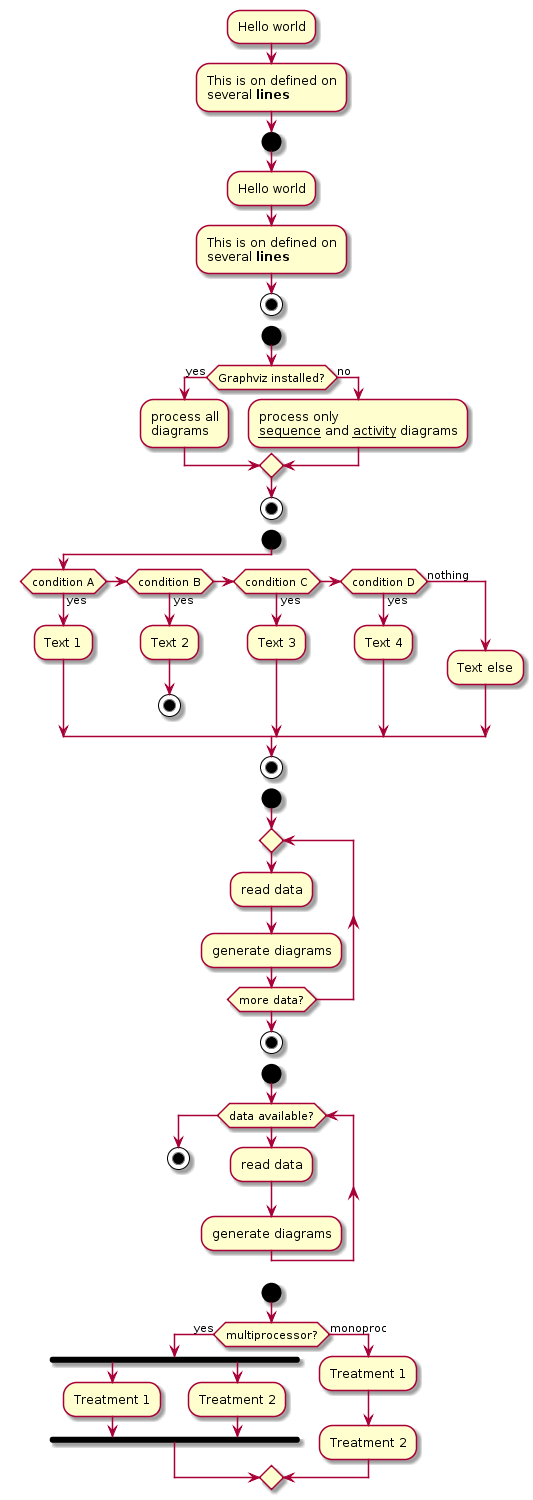 Hello world
This is on defined on
several lines
Hello world
This is on defined on
several lines
yes
Graphviz installed?
no
process all
diagrams
process only
sequence and activity diagrams
condition A
condition B
condition C
condition D
nothing
yes
yes
yes
yes
Text 1
Text 2
Text 3
Text 4
Text else
read data
generate diagrams
more data?
data available?
read data
generate diagrams
yes
multiprocessor?
monoproc
Treatment 1
Treatment 2
Treatment 1
Treatment 2